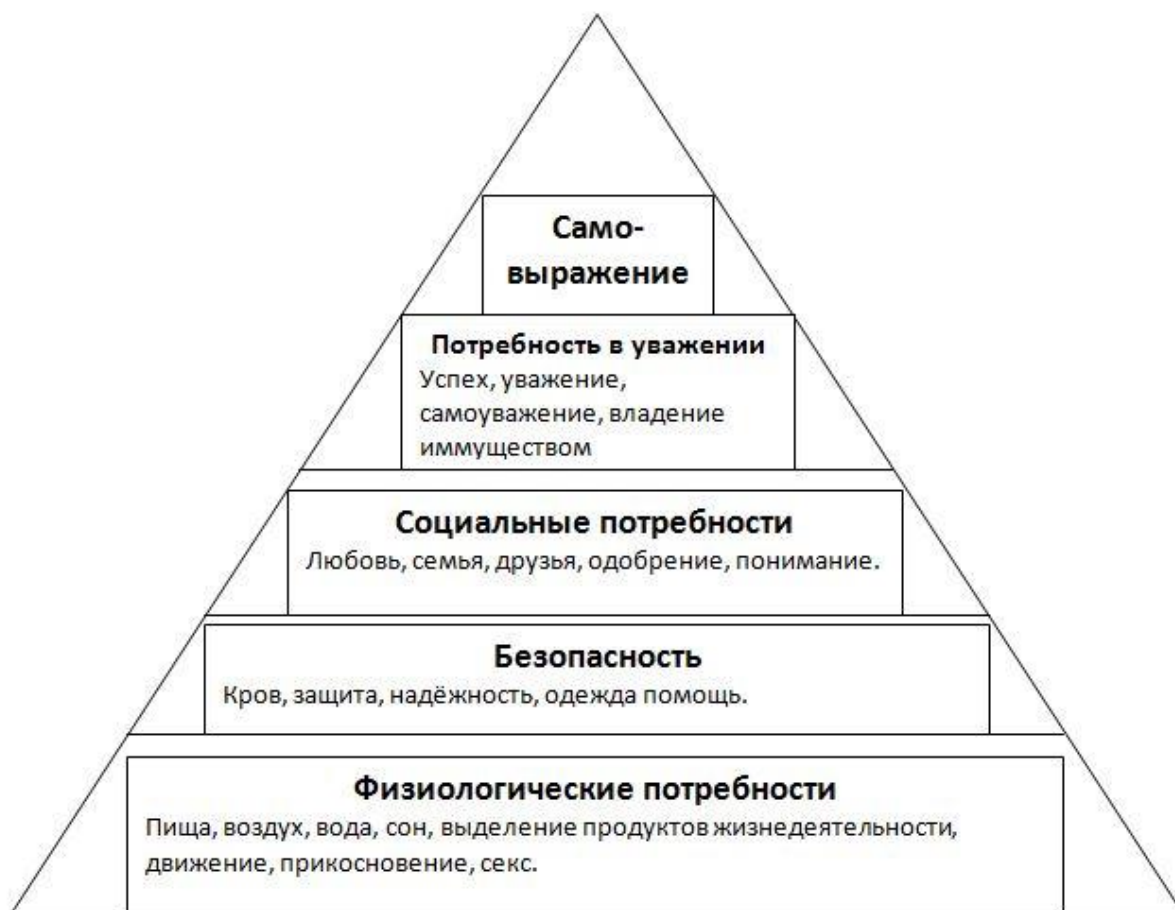 Само-
выражение
Потребность в уважении
Успех, уважение,
самоуважение, владение
иммуществом
Социальные потребности
Любовь, семья, друзья, одобрение, понимание.
Безопасность
Кров, защита, надёжность, одежда помощь.
Физиологические потребности
Пища, воздух, вода, сон, выделение продуктов жизнедеятельности,
движение, прикосновение, секс.